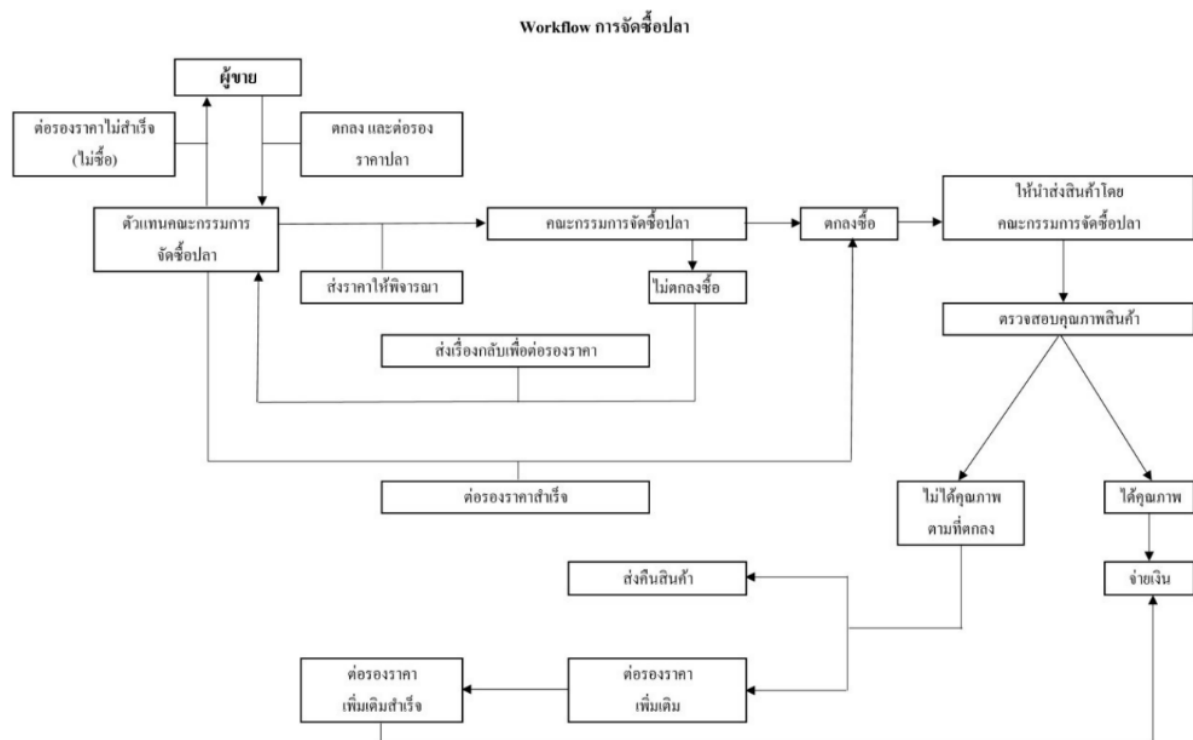 Workflow การจัดซื้อปลา
ผู้ขาย
ต่อรองราคาไม่สำเร็จ
(ไม่ซื้อ)
ตกลง และต่อรอง
ราคาปลา
ตัวแทนคณะกรรมการ
จัดซื้อปลา
คณะกรรมการจัดซื้อปลา
ตกลงซื้อ
ให้นำส่งสินค้าโดย
คณะกรรมการจัดซื้อปลา
ส่งราคาให้พิจารณา
ไม่ตกลงซื้อ
ตรวจสอบคุณภาพสินค้า
ส่งเรื่องกลับเพื่อต่อรองราคา
ต่อรองราคาสำเร็จ
ไม่ได้คุณภาพ
ตามที่ตกลง
ได้คุณภาพ
ส่งคืนสินค้า
จ่ายเงิน
ต่อรองราคา
เพิ่มเติมสำเร็จ
ต่อรองราคา
เพิ่มเติม